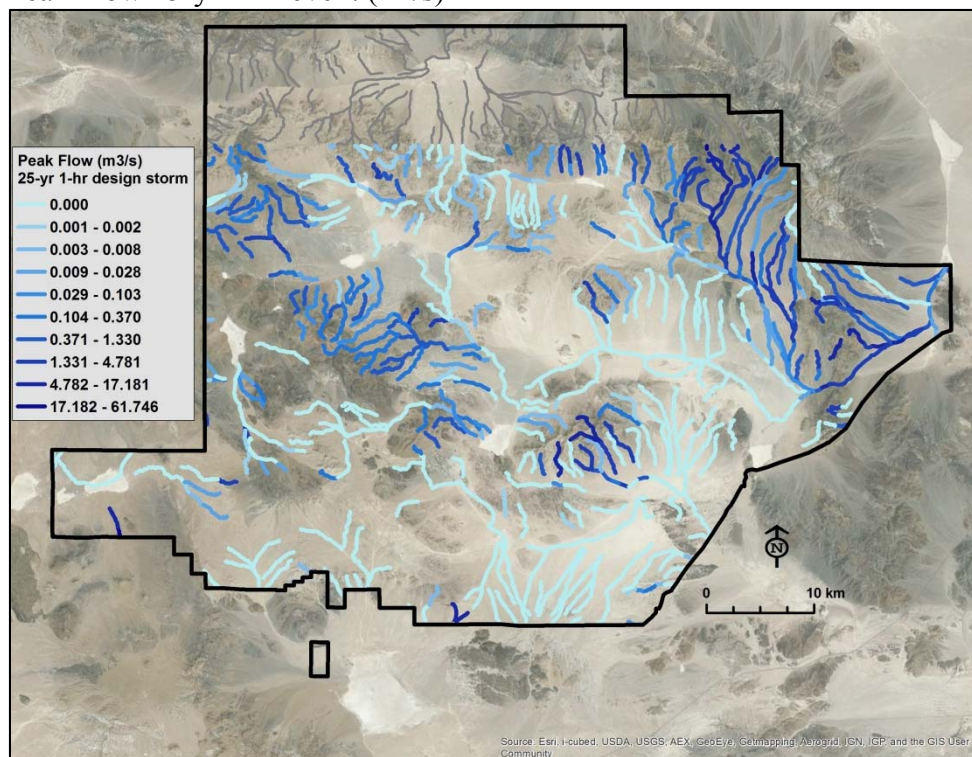 Flow event
Peak Flow (m3/s)
25-yr 1-hr design storm
0.000
0.001 - 0.002
0.003 - 0.008
0.009 - 0.028
0.029 - 0.103
0.104 - 0.370
0.371 - 1.330
1.331 - 4.781
4.782 - 17.181
17.182 - 61.746
N
0 10 km
Source: Esri, i-cubed, USDA, USGS, AEX, GeoEye, Getmapping, Aerogrid, IGN, IGP, and the GIS User
Community